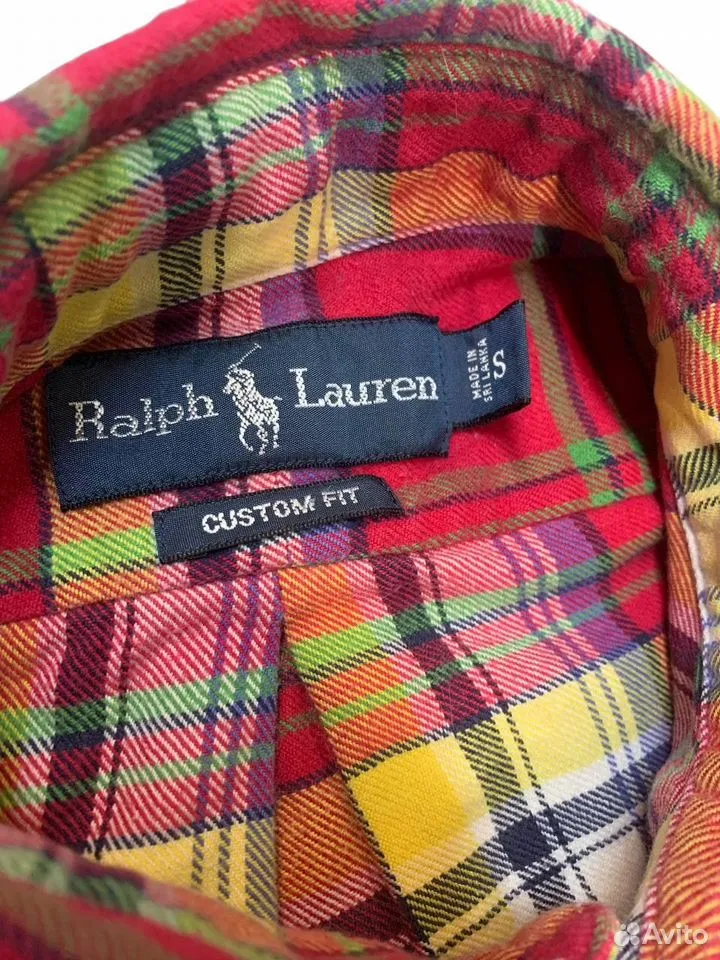 Ralph Lauren
MADE IN
SRI LANKA
S
CUSTOM FIT
Avito